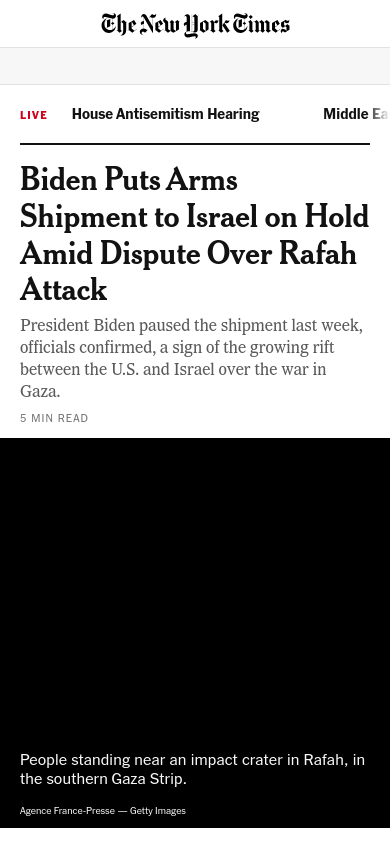 The New York Times
LIVE House Antisemitism Hearing Middle Ea
Biden Puts Arms
Shipment to Israel on Hold
Amid Dispute Over Rafah
Attack
President Biden paused the shipment last week,
officials confirmed, a sign of the growing rift
between the U.S. and Israel over the war in
Gaza.
5 MIN READ
People standing near an impact crater in Rafah, in
the southern Gaza Strip.
Agence France-Presse — Getty Images